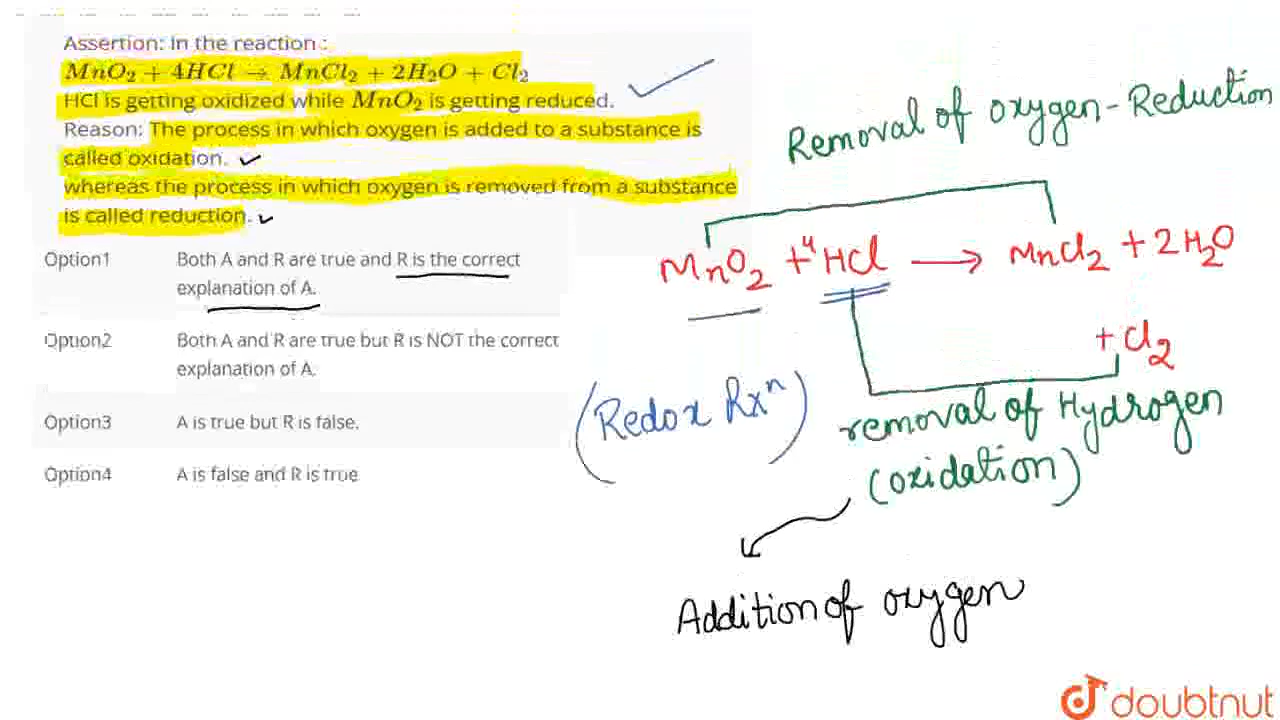 Assertion: In the reaction :
MnO₂ + 4HCl → MnCl₂ + 2H₂O + Cl₂
HCl is getting oxidized while MnO₂ is getting reduced.
Reason: The process in which oxygen is added to a substance is
called oxidation.
whereas the process in which oxygen is removed from a substance
is called reduction.
Option1 Both A and R are true and R is the correct
explanation of A.
Option2 Both A and R are true but R is NOT the correct
explanation of A.
Option3 A is true but R is false.
Option4 A is false and R is true
Removal of oxygen-Reduction
MnO₂ + 4HCl → MnCl₂ + 2H₂O
+ Cl₂
(Redox Rxⁿ)
removal of Hydrogen
(oxidation)
Addition of oxygen
doubtnut